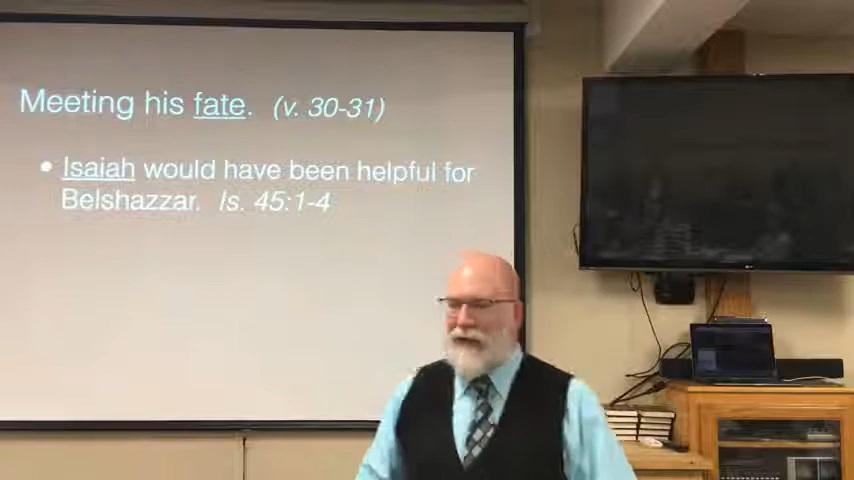 Meeting his fate. (v. 30-31)
• Isaiah would have been helpful for
Belshazzar. Is. 45:1-4